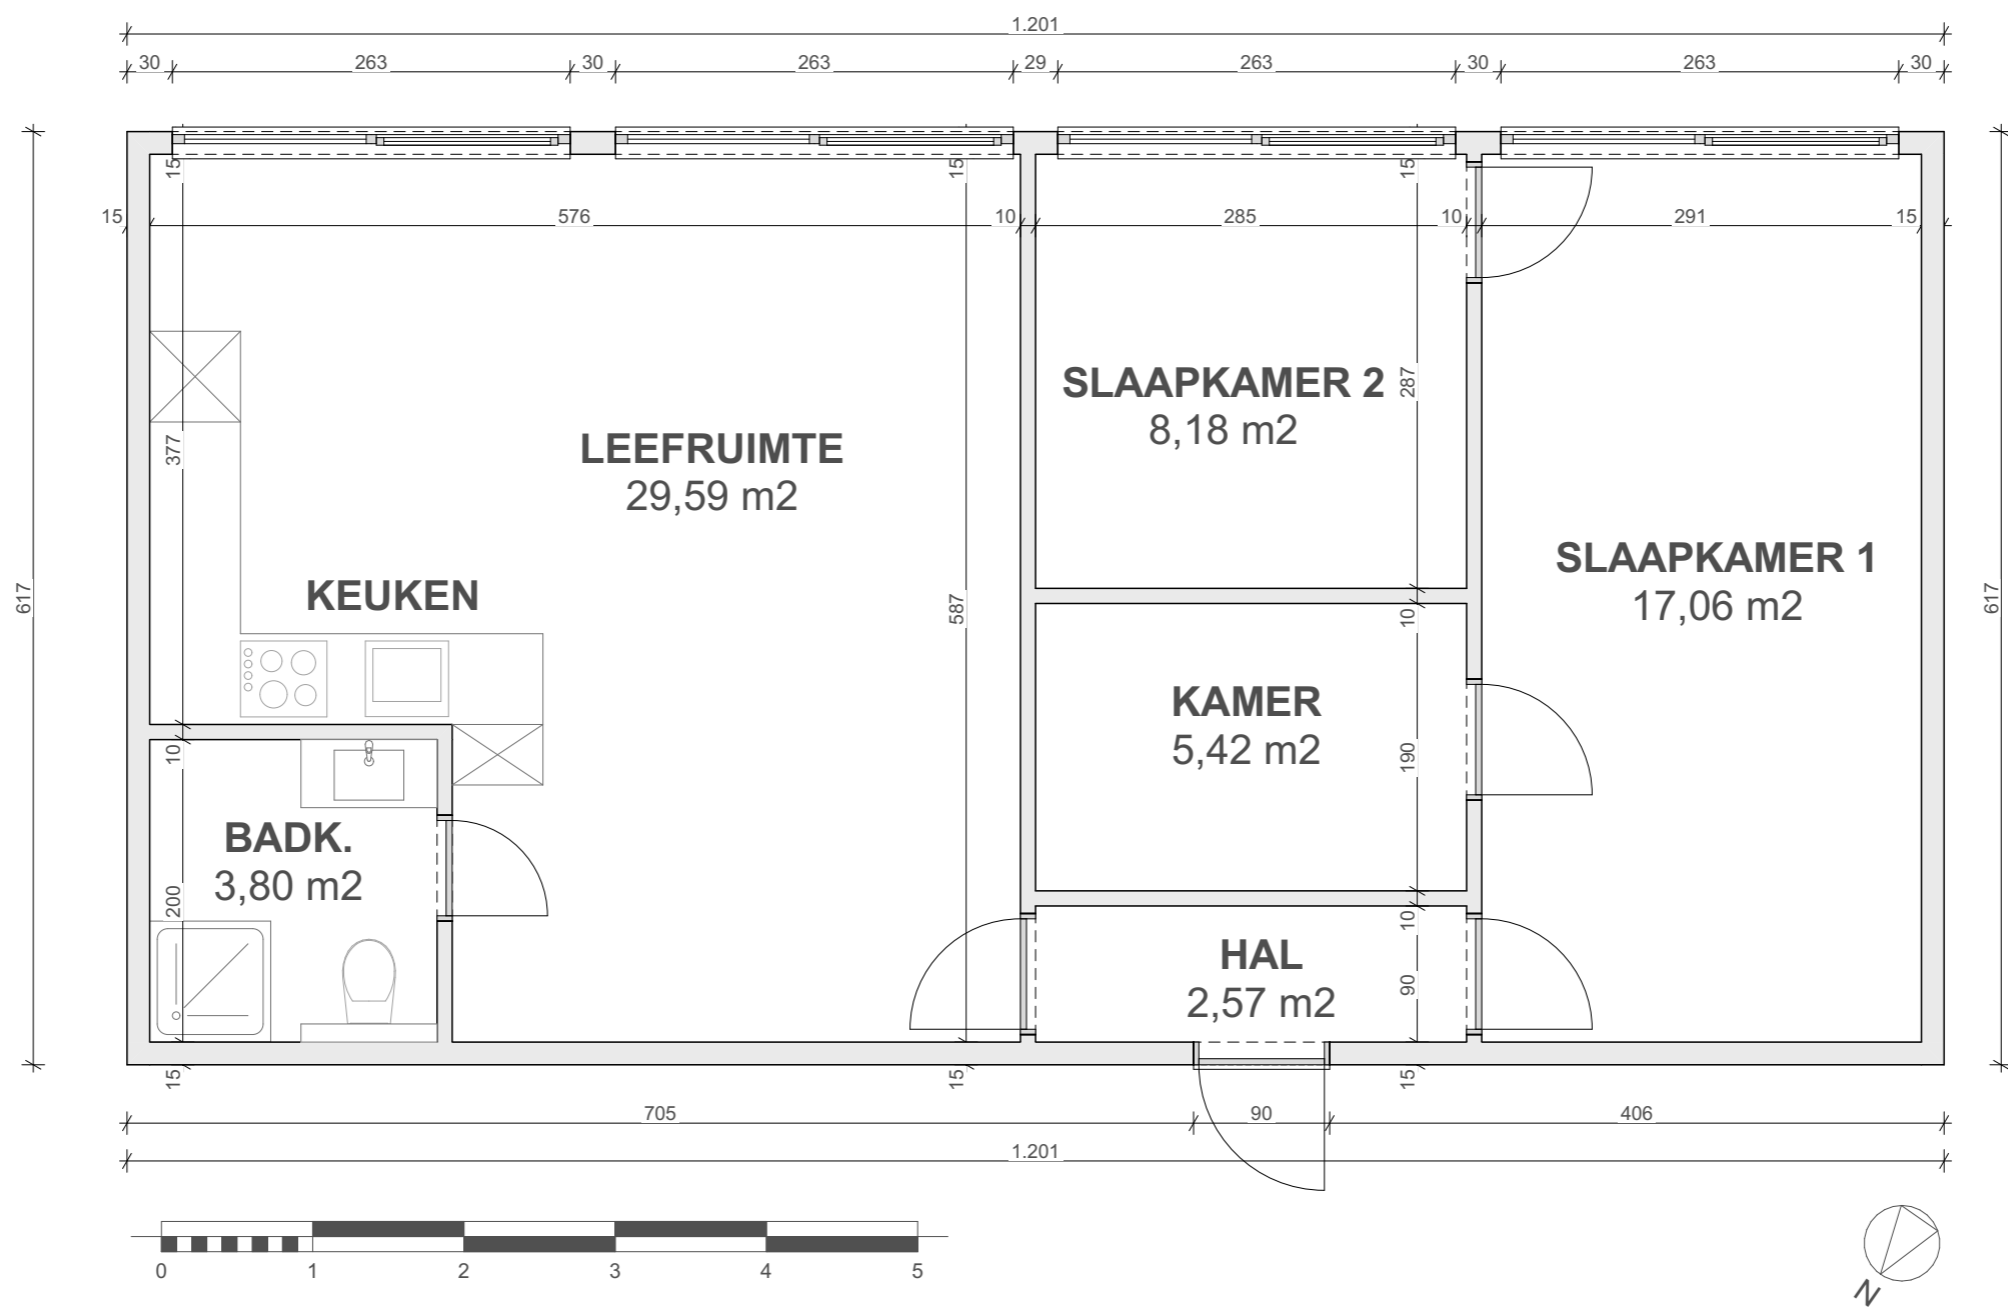 1.201
30 263 30 263 29 263 30 263 30
15 15 15
15 576 10 285 10 291 15
617
617
377
587
287
SLAAPKAMER 2
8,18 m2
LEEFRUIMTE
29,59 m2
SLAAPKAMER 1
17,06 m2
KEUKEN
10
KAMER
5,42 m2
10
190
BADK.
3,80 m2
200
10
HAL
2,57 m2
90
15 15 15
705 90 406
1.201
0 1 2 3 4 5
N